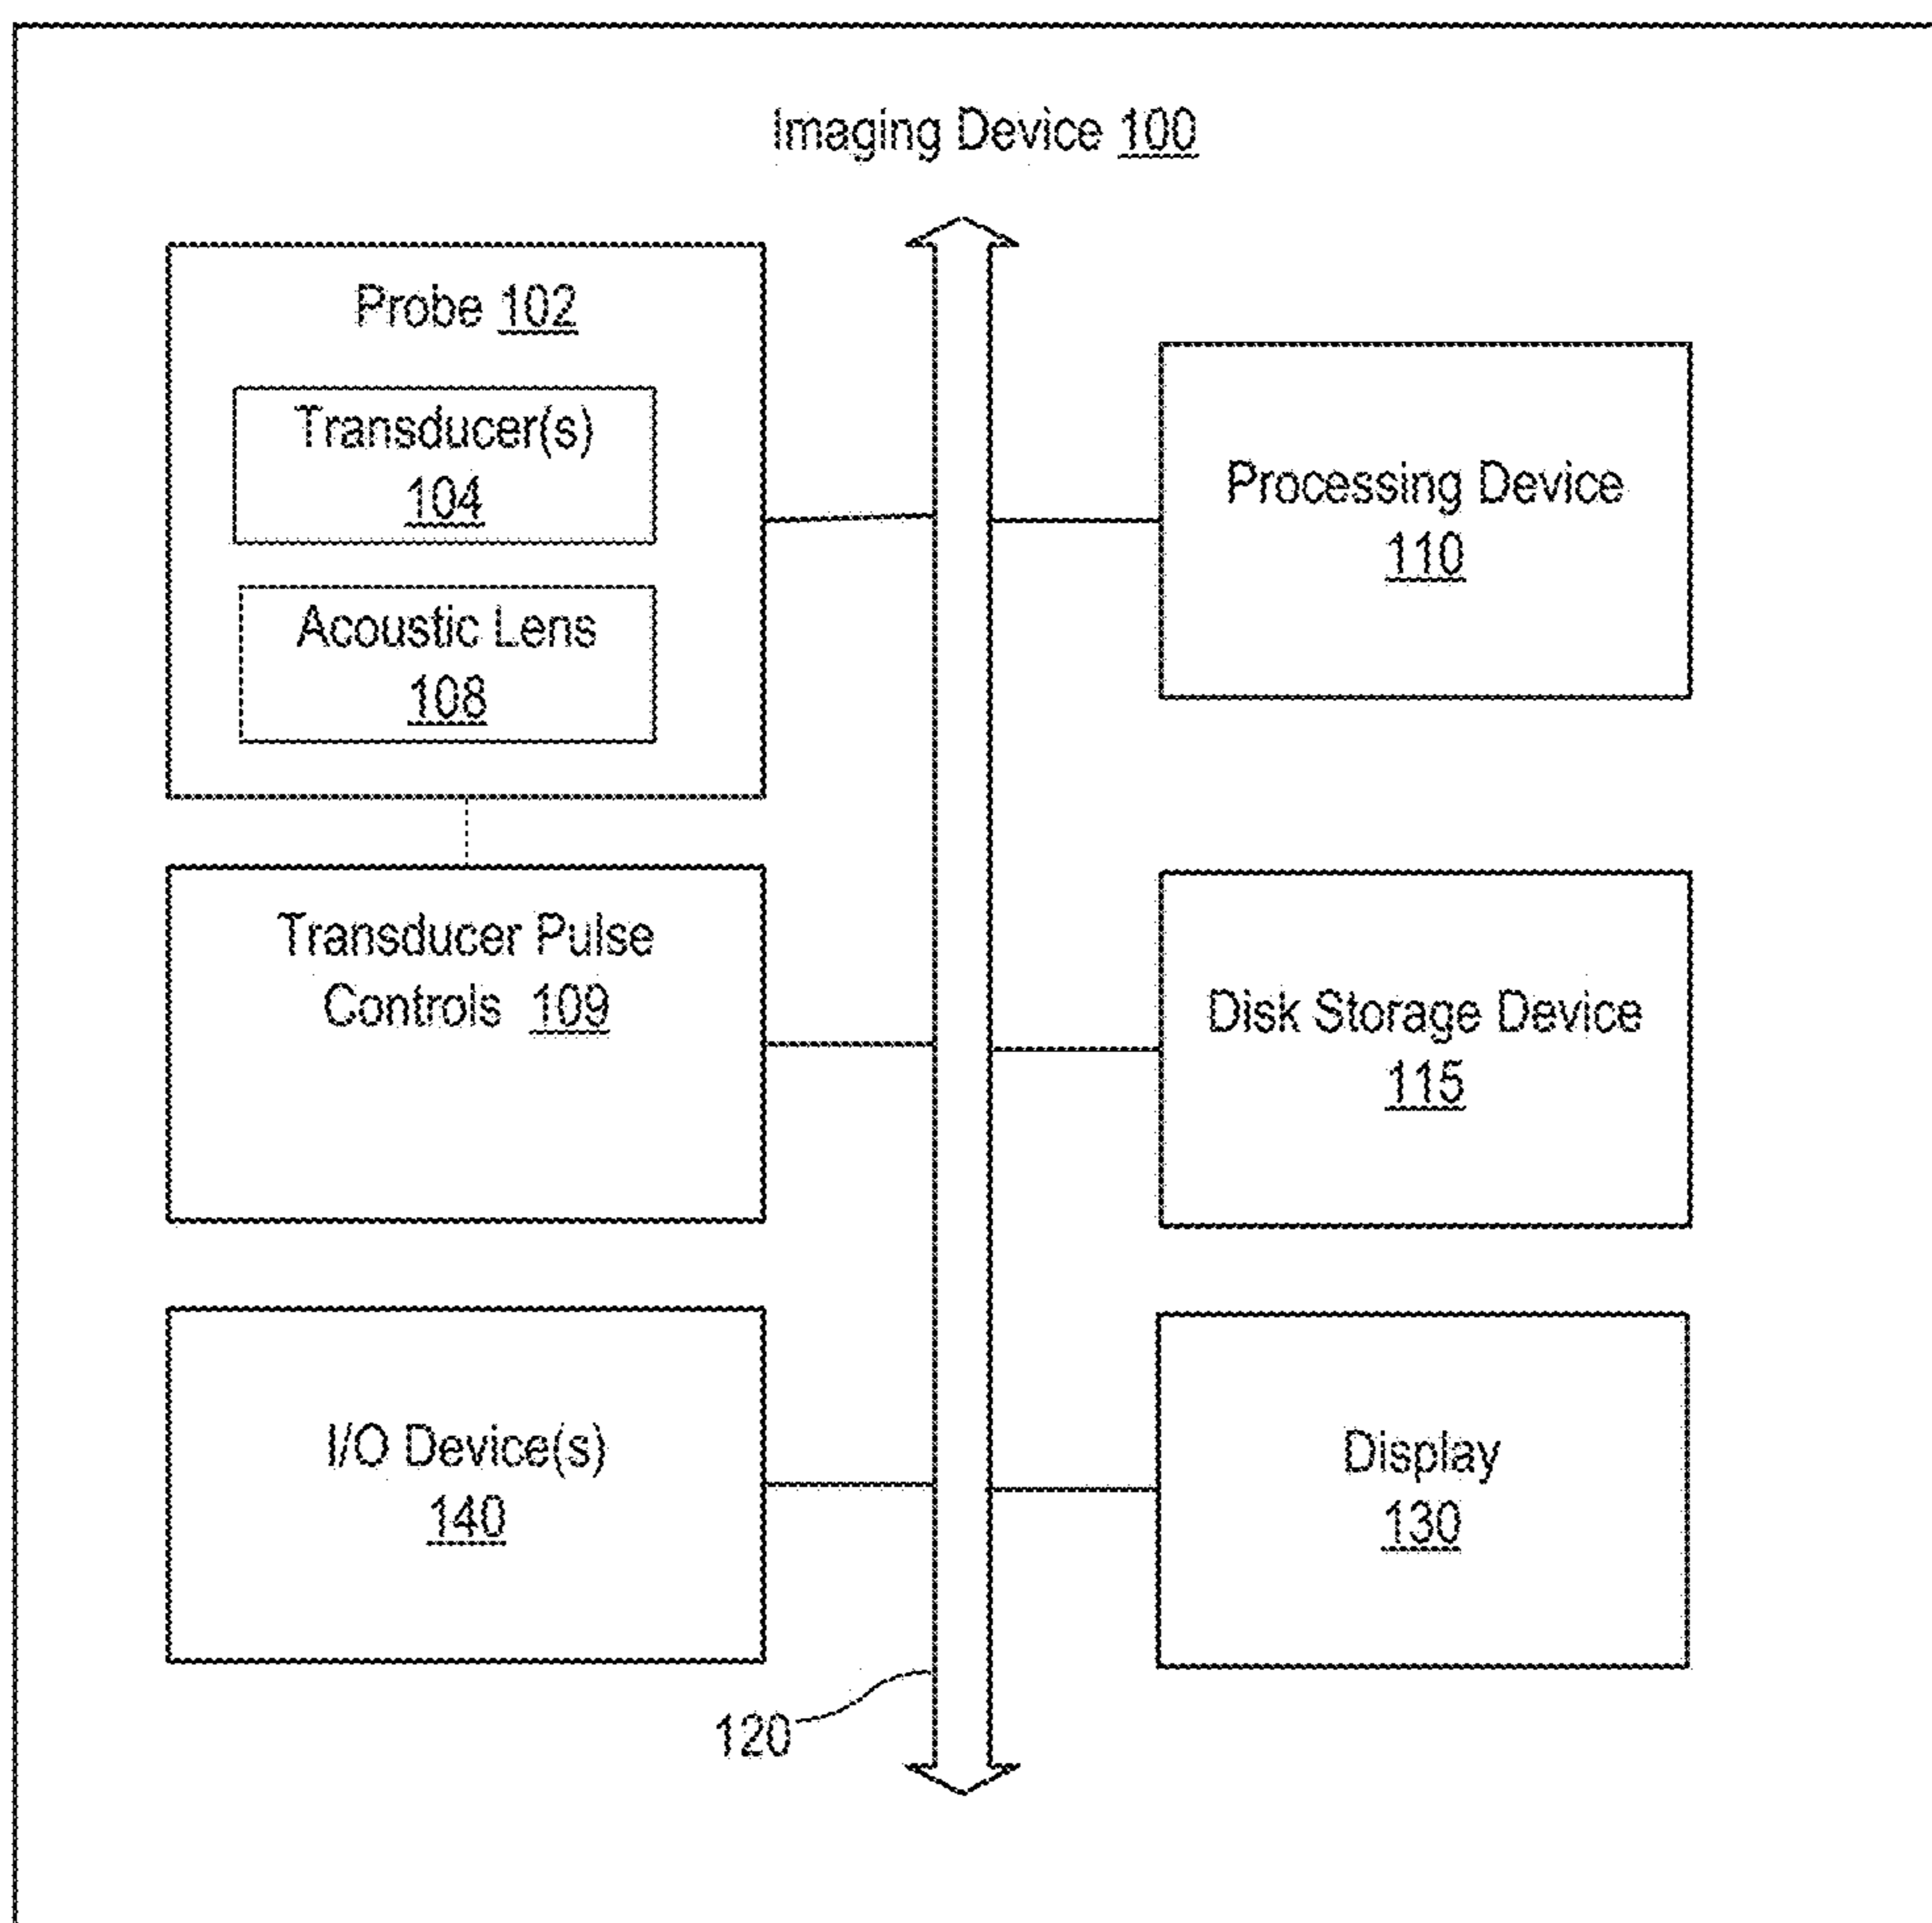 Imaging Device 100
Probe 102
Transducer(s)
104
Acoustic Lens
108
Transducer Pulse
Controls 109
I/O Device(s)
140
120
Processing Device
110
Disk Storage Device
115
Display
130